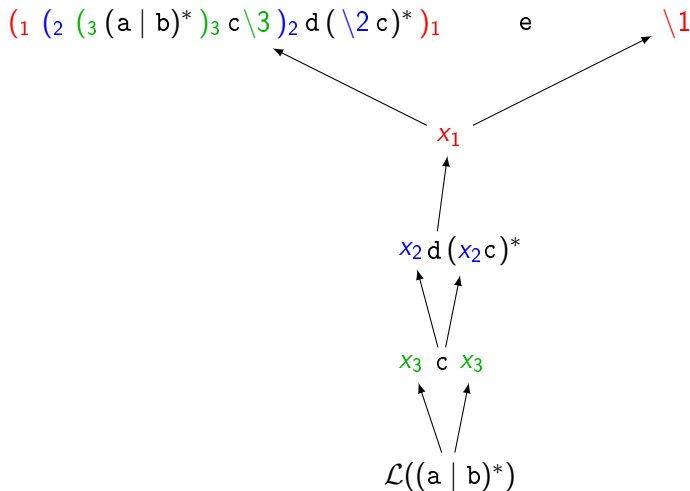 (₁ (₂ (₃ (a | b)* )₃ c \3 )₂ d ( \2 c)* )₁ e \1
x₁
x₂ d (x₂ c)*
x₃ c x₃
ℒ((a | b)*)